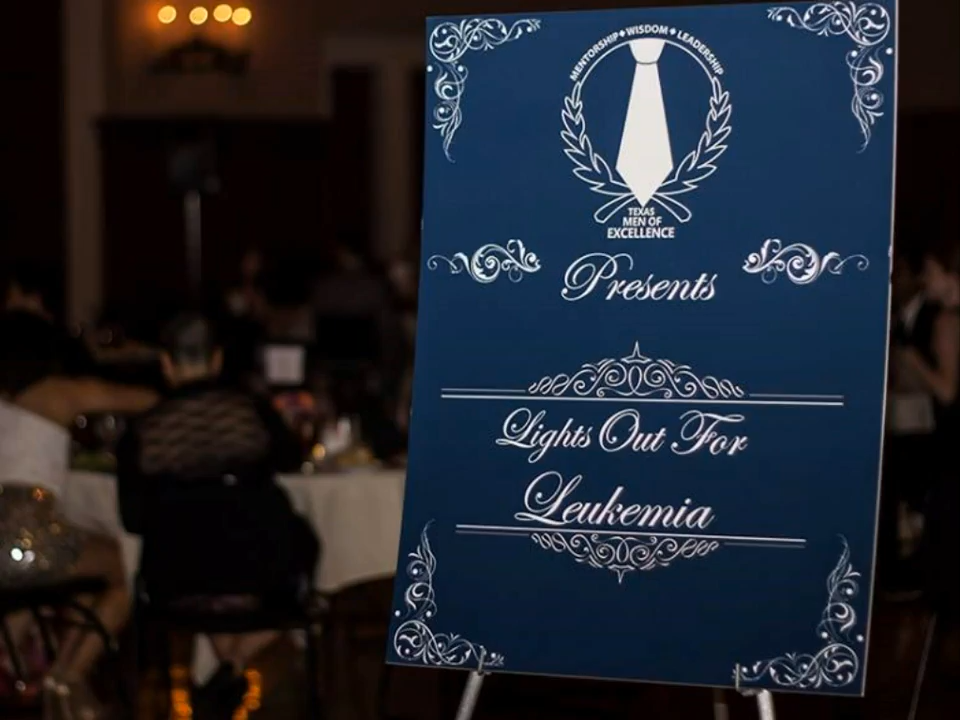 MENTORSHIP WISDOM LEADERSHIP
TEXAS
MEN OF
EXCELLENCE
Presents
Lights Out For
Leukemia